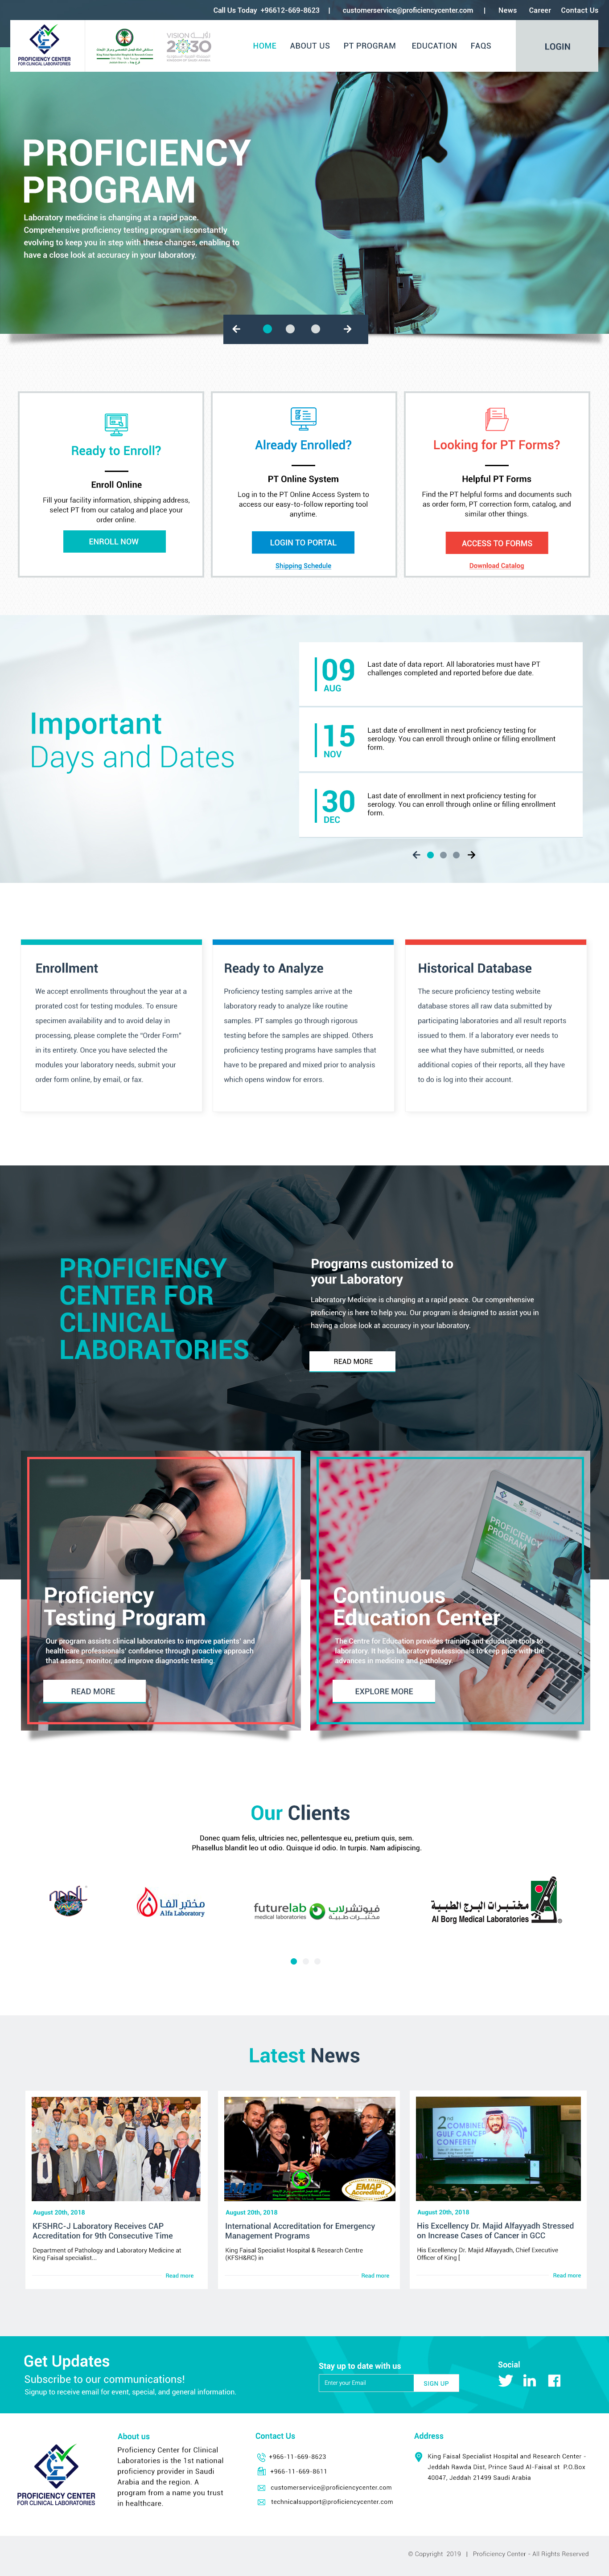 Call Us Today +96612-669-8623 | customerservice@proficiencycenter.com | News Career Contact Us
PROFICIENCY CENTER
FOR CLINICAL LABORATORIES
VISION رؤية
2030
HOME ABOUT US PT PROGRAM EDUCATION FAQS
LOGIN
PROFICIENCY
PROGRAM
Laboratory medicine is changing at a rapid pace.
Comprehensive proficiency testing program isconstantly
evolving to keep you in step with these changes, enabling to
have a close look at accuracy in your laboratory.
Ready to Enroll?
Enroll Online
Fill your facility information, shipping address,
select PT from our catalog and place your
order online.
ENROLL NOW
Already Enrolled?
PT Online System
Log in to the PT Online Access System to
access our easy-to-follow reporting tool
anytime.
LOGIN TO PORTAL
Shipping Schedule
Looking for PT Forms?
Helpful PT Forms
Find the PT helpful forms and documents such
as order form, PT correction form, catalog, and
similar other things.
ACCESS TO FORMS
Download Catalog
Important
Days and Dates
09
AUG
Last date of data report. All laboratories must have PT
challenges completed and reported before due date.
15
NOV
Last date of enrollment in next proficiency testing for
serology. You can enroll through online or filling enrollment
form.
30
DEC
Last date of enrollment in next proficiency testing for
serology. You can enroll through online or filling enrollment
form.
Enrollment
We accept enrollments throughout the year at a
prorated cost for testing modules. To ensure
specimen availability and to avoid delay in
processing, please complete the “Order Form”
in its entirety. Once you have selected the
modules your laboratory needs, submit your
order form online, by email, or fax.
Ready to Analyze
Proficiency testing samples arrive at the
laboratory ready to analyze like routine
samples. PT samples go through rigorous
testing before the samples are shipped. Others
proficiency testing programs have samples that
have to be prepared and mixed prior to analysis
which opens window for errors.
Historical Database
The secure proficiency testing website
database stores all raw data submitted by
participating laboratories and all result reports
issued to them. If a laboratory ever needs to
see what they have submitted, or needs
additional copies of their reports, all they have
to do is log into their account.
PROFICIENCY
CENTER FOR
CLINICAL
LABORATORIES
Programs customized to
your Laboratory
Laboratory Medicine is changing at a rapid peace. Our comprehensive
proficiency is here to help you. Our program is designed to assist you in
having a close look at accuracy in your laboratory.
READ MORE
Proficiency
Testing Program
Our program assists clinical laboratories to improve patients' and
healthcare professionals' confidence through proactive approach
that assess, monitor, and improve diagnostic testing.
READ MORE
PROFICIENCY
PROGRAM
Continuous
Education Center
The Centre for Education provides training and education tools to
laboratory. It helps laboratory professionals to keep pace with the
advances in medicine and pathology
EXPLORE MORE
Our Clients
Donec quam felis, ultricies nec, pellentesque eu, pretium quis, sem.
Phasellus blandit leo ut odio. Quisque id odio. In turpis. Nam adipiscing.
مختبر الفا
Alfa Laboratory
futurelab فيوتشرلاب
medical laboratories مختبرات طبية
مختبرات البرج الطبية
Al Borg Medical Laboratories
Latest News
EMAP
EMAP
Accredited
2nd COMBINED
GULF CANCER
CONFEREN
August 20th, 2018
KFSHRC-J Laboratory Receives CAP
Accreditation for 9th Consecutive Time
Department of Pathology and Laboratory Medicine at
King Faisal specialist...
Read more
August 20th, 2018
International Accreditation for Emergency
Management Programs
King Faisal Specialist Hospital & Research Centre
(KFSH&RC) in
Read more
August 20th, 2018
His Excellency Dr. Majid Alfayyadh Stressed
on Increase Cases of Cancer in GCC
His Excellency Dr. Majid Alfayyadh, Chief Executive
Officer of King [
Read more
Get Updates
Subscribe to our communications!
Signup to receive email for event, special, and general information.
Stay up to date with us
Enter your Email
SIGN UP
Social
PROFICIENCY CENTER
FOR CLINICAL LABORATORIES
About us
Proficiency Center for Clinical
Laboratories is the 1st national
proficiency provider in Saudi
Arabia and the region. A
program from a name you trust
in healthcare.
Contact Us
+966-11-669-8623
+966-11-669-8611
customerservice@proficiencycenter.com
technicalsupport@proficiencycenter.com
Address
King Faisal Specialist Hospital and Research Center -
Jeddah Rawda Dist, Prince Saud Al-Faisal st P.O.Box
40047, Jeddah 21499 Saudi Arabia
© Copyright 2019 | Proficiency Center - All Rights Reserved